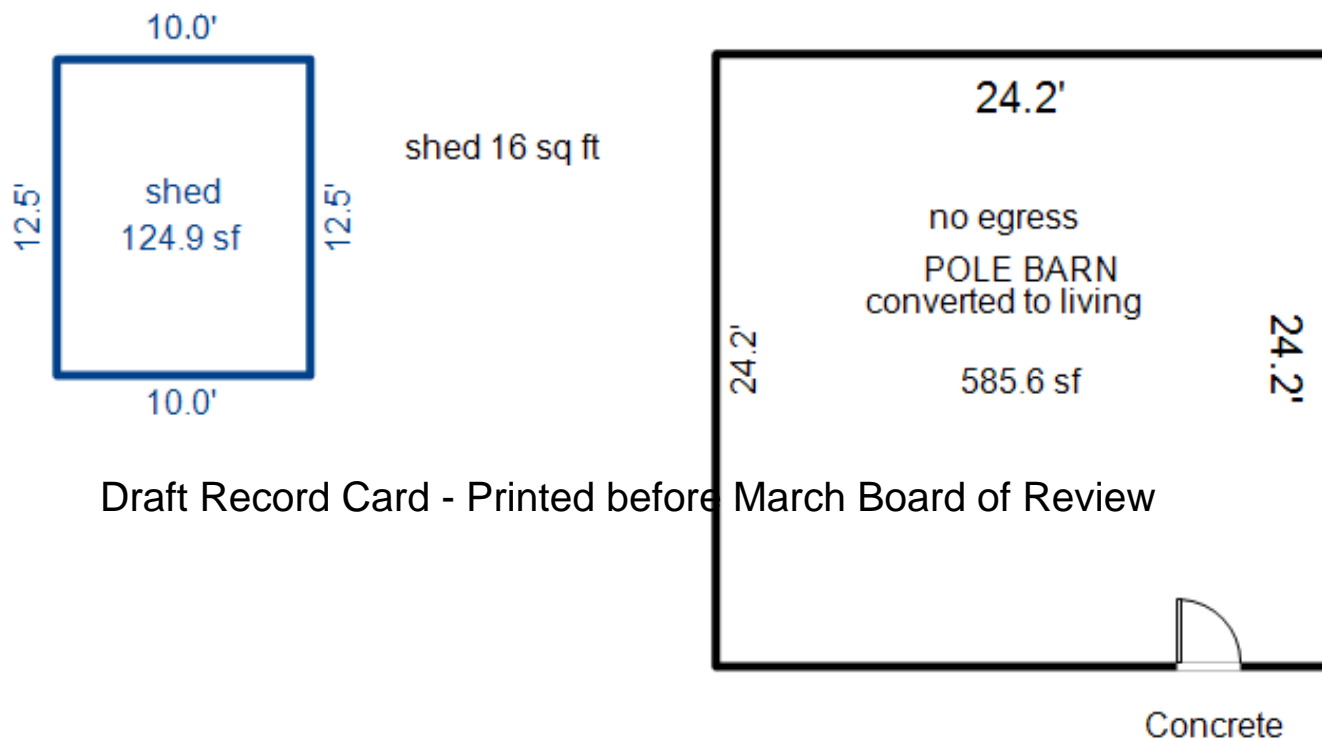 10.0'
12.5'
shed
124.9 sf
12.5'
10.0'
shed 16 sq ft
24.2'
no egress
POLE BARN
converted to living
24.2'
24.2'
585.6 sf
Draft Record Card - Printed before March Board of Review
Concrete